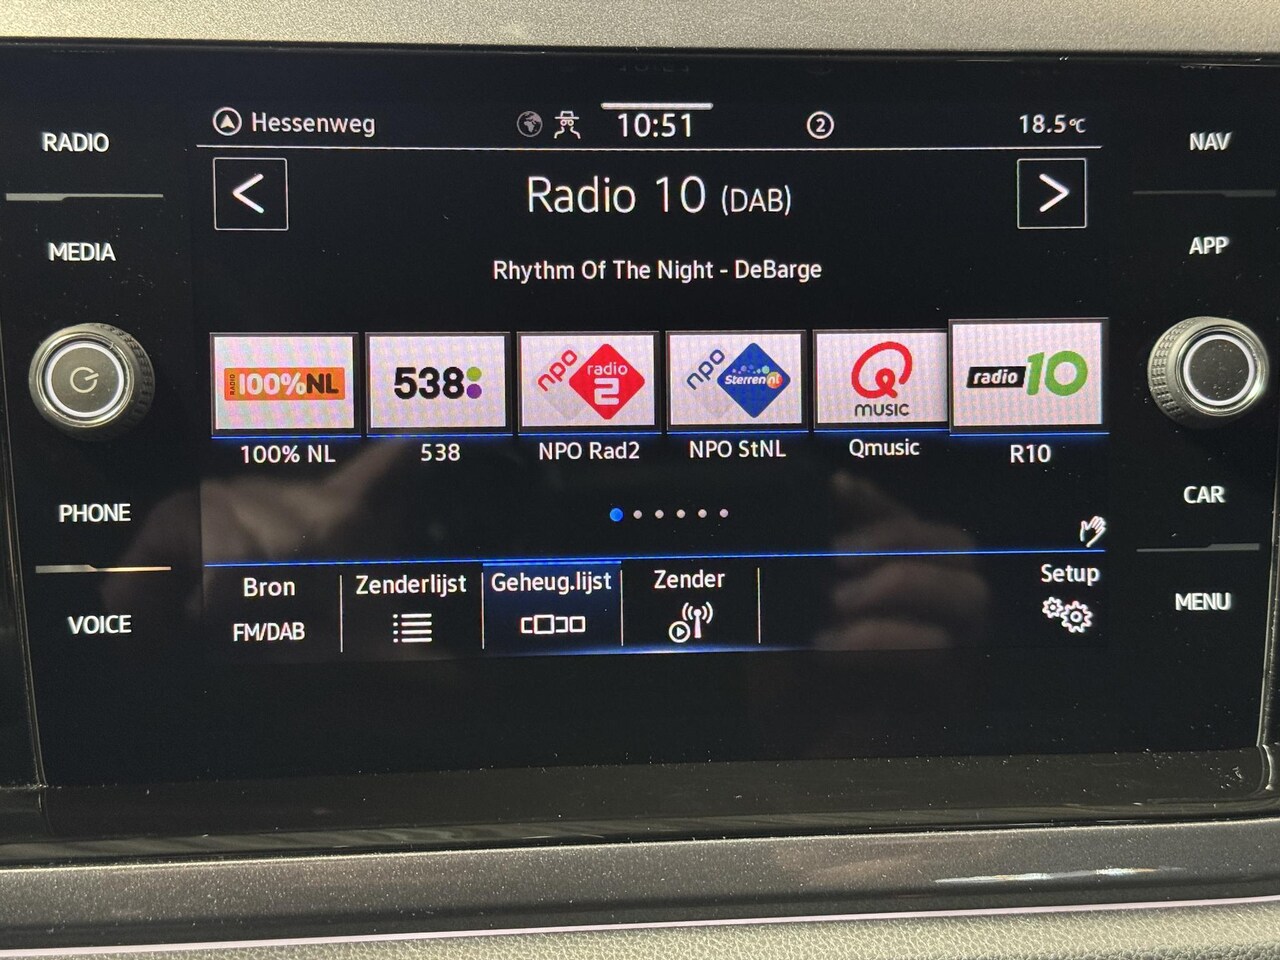 RADIO
MEDIA
PHONE
VOICE
Hessenweg
10:51
2
18.5°C
Radio 10 (DAB)
Rhythm Of The Night - DeBarge
RADIO 100%NL
538
npo radio 2
npo Sterren nl
Q MUSIC
radio 10
100% NL
538
NPO Rad2
NPO StNL
Qmusic
R10
Bron
FM/DAB
Zenderlijst
Geheug.lijst
Zender
Setup
NAV
APP
CAR
MENU